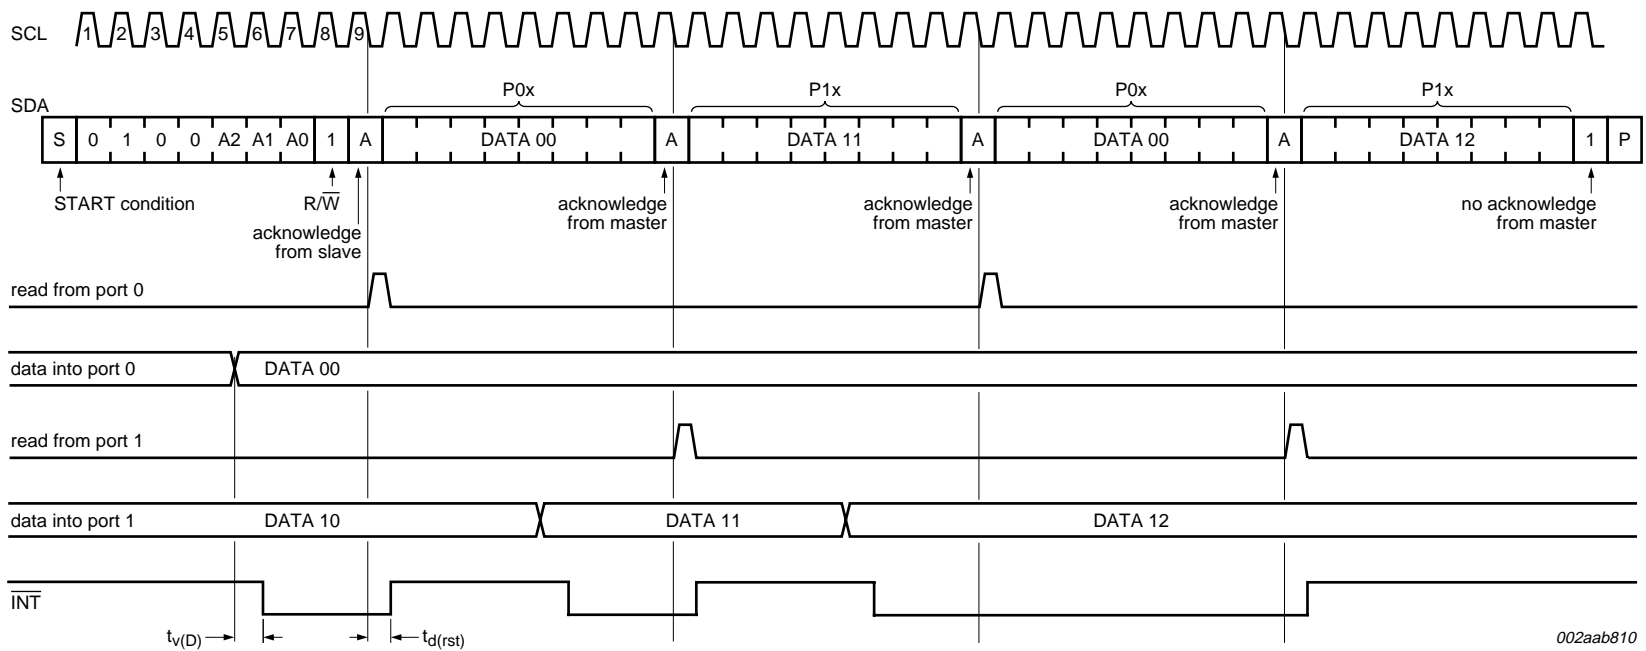 SCL 1 2 3 4 5 6 7 8 9
P0x P1x P0x P1x
SDA
S 0 1 0 0 A2 A1 A0 1 A DATA 00 A DATA 11 A DATA 00 A DATA 12 1 P
START condition
R/W̅
acknowledge
from slave
acknowledge
from master
acknowledge
from master
acknowledge
from master
no acknowledge
from master
read from port 0
data into port 0 DATA 00
read from port 1
data into port 1 DATA 10 DATA 11 DATA 12
I̅N̅T̅
tv(D) td(rst)
002aab810